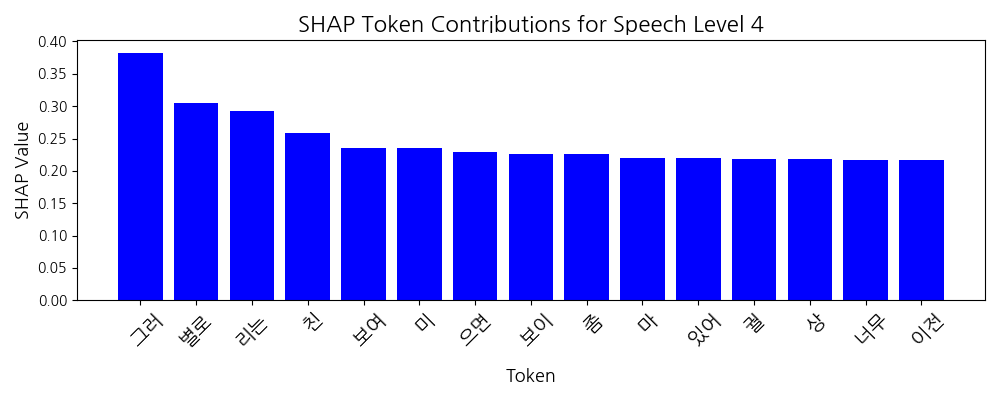 SHAP Token Contributions for Speech Level 4
0.40
0.35
0.30
0.25
0.20
0.15
0.10
0.05
0.00
SHAP Value
그러 별로 리는 친 보여 미 으면 보이 좀 마 있어 궐 상 너무 이전
Token